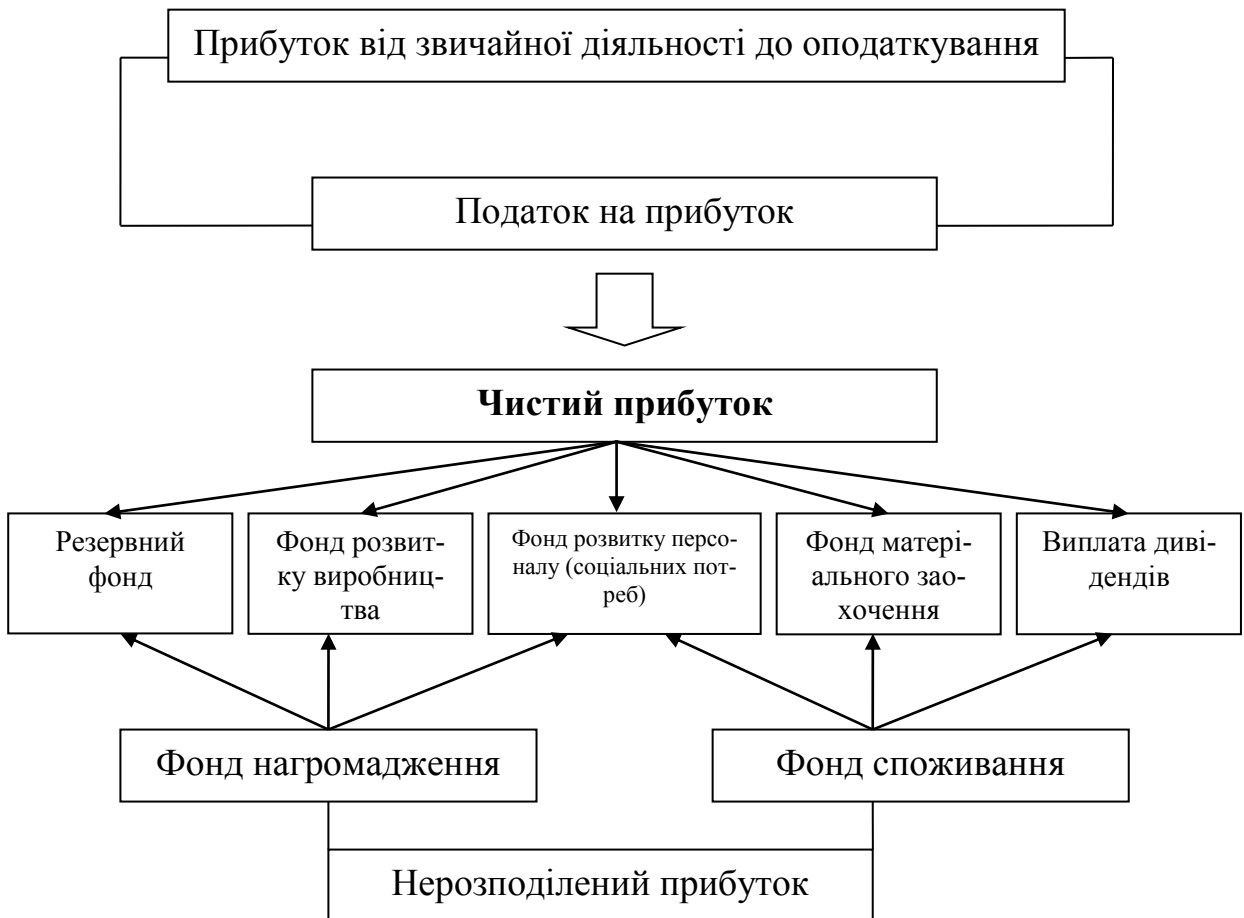 Прибуток від звичайної діяльності до оподаткування
Податок на прибуток
Чистий прибуток
Резервний
фонд
Фонд розвит-
ку виробниц-
тва
Фонд розвитку персо-
налу (соціальних пот-
реб)
Фонд матері-
ального зао-
хочення
Виплата диві-
дендів
Фонд нагромадження
Фонд споживання
Нерозподілений прибуток